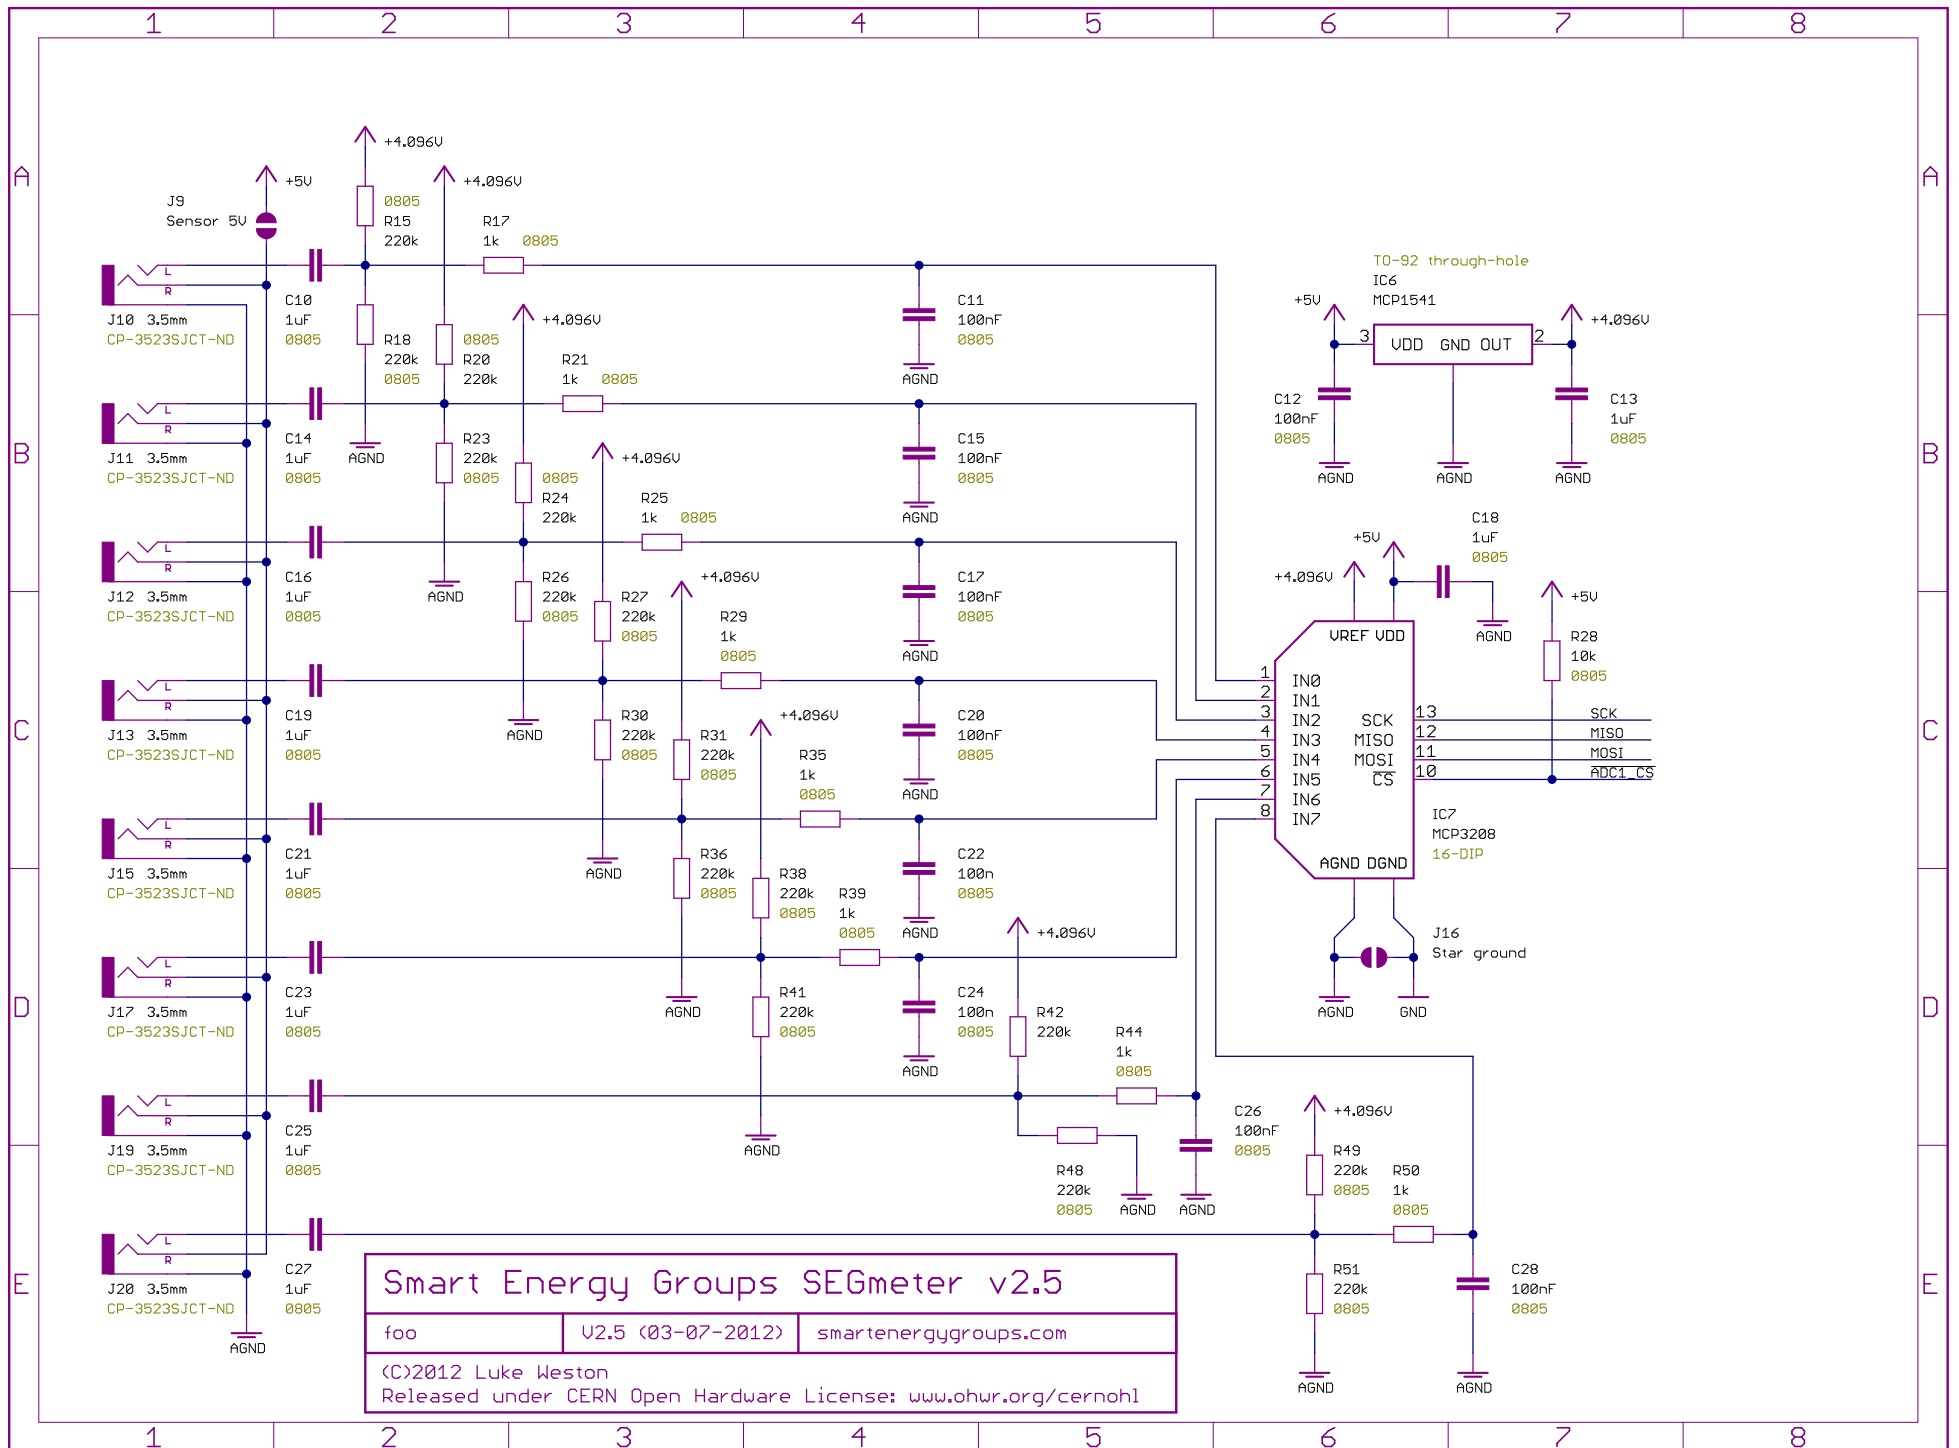 1 2 3 4 5 6 7 8
A
A
+4.096V
+5V
+4.096V
J9
Sensor 5V
0805
R15
220k
R17
1k 0805
L
R
J10 3.5mm
CP-3523SJCT-ND
C10
1uF
0805
R18
220k
0805
0805
R20
220k
+4.096V
R21
1k 0805
C11
100nF
0805
AGND
TO-92 through-hole
IC6
MCP1541
+5V
3 VDD GND OUT 2
+4.096V
C12
100nF
0805
C13
1uF
0805
AGND
AGND
AGND
B
B
L
R
J11 3.5mm
CP-3523SJCT-ND
C14
1uF
0805
AGND
R23
220k
0805
0805
R24
220k
+4.096V
R25
1k 0805
C15
100nF
0805
AGND
L
R
J12 3.5mm
CP-3523SJCT-ND
C16
1uF
0805
AGND
R26
220k
0805
R27
220k
0805
+4.096V
R29
1k
0805
C17
100nF
0805
AGND
C18
1uF
0805
+5V
+4.096V
AGND
+5V
R28
10k
0805
VREF VDD
1 IN0
2 IN1
3 IN2
4 IN3
5 IN4
6 IN5
7 IN6
8 IN7
SCK 13
MISO 12
MOSI 11
CS 10
SCK
MISO
MOSI
ADC1_CS
IC7
MCP3208
16-DIP
AGND DGND
J16
Star ground
AGND
GND
C
C
L
R
J13 3.5mm
CP-3523SJCT-ND
C19
1uF
0805
AGND
R30
220k
0805
R31
220k
0805
+4.096V
R35
1k
0805
C20
100nF
0805
AGND
L
R
J15 3.5mm
CP-3523SJCT-ND
C21
1uF
0805
AGND
R36
220k
0805
R38
220k
0805
R39
1k
0805
C22
100n
0805
AGND
+4.096V
D
D
L
R
J17 3.5mm
CP-3523SJCT-ND
C23
1uF
0805
AGND
R41
220k
0805
C24
100n
0805
AGND
R42
220k
R44
1k
0805
L
R
J19 3.5mm
CP-3523SJCT-ND
C25
1uF
0805
AGND
R48
220k
0805
AGND
AGND
C26
100nF
0805
+4.096V
R49
220k
0805
R50
1k
0805
E
E
L
R
J20 3.5mm
CP-3523SJCT-ND
C27
1uF
0805
AGND
R51
220k
0805
C28
100nF
0805
AGND
AGND
Smart Energy Groups SEGmeter v2.5
foo
V2.5 (03-07-2012)
smartenergygroups.com
(C)2012 Luke Weston
Released under CERN Open Hardware License: www.ohwr.org/cernohl
1 2 3 4 5 6 7 8